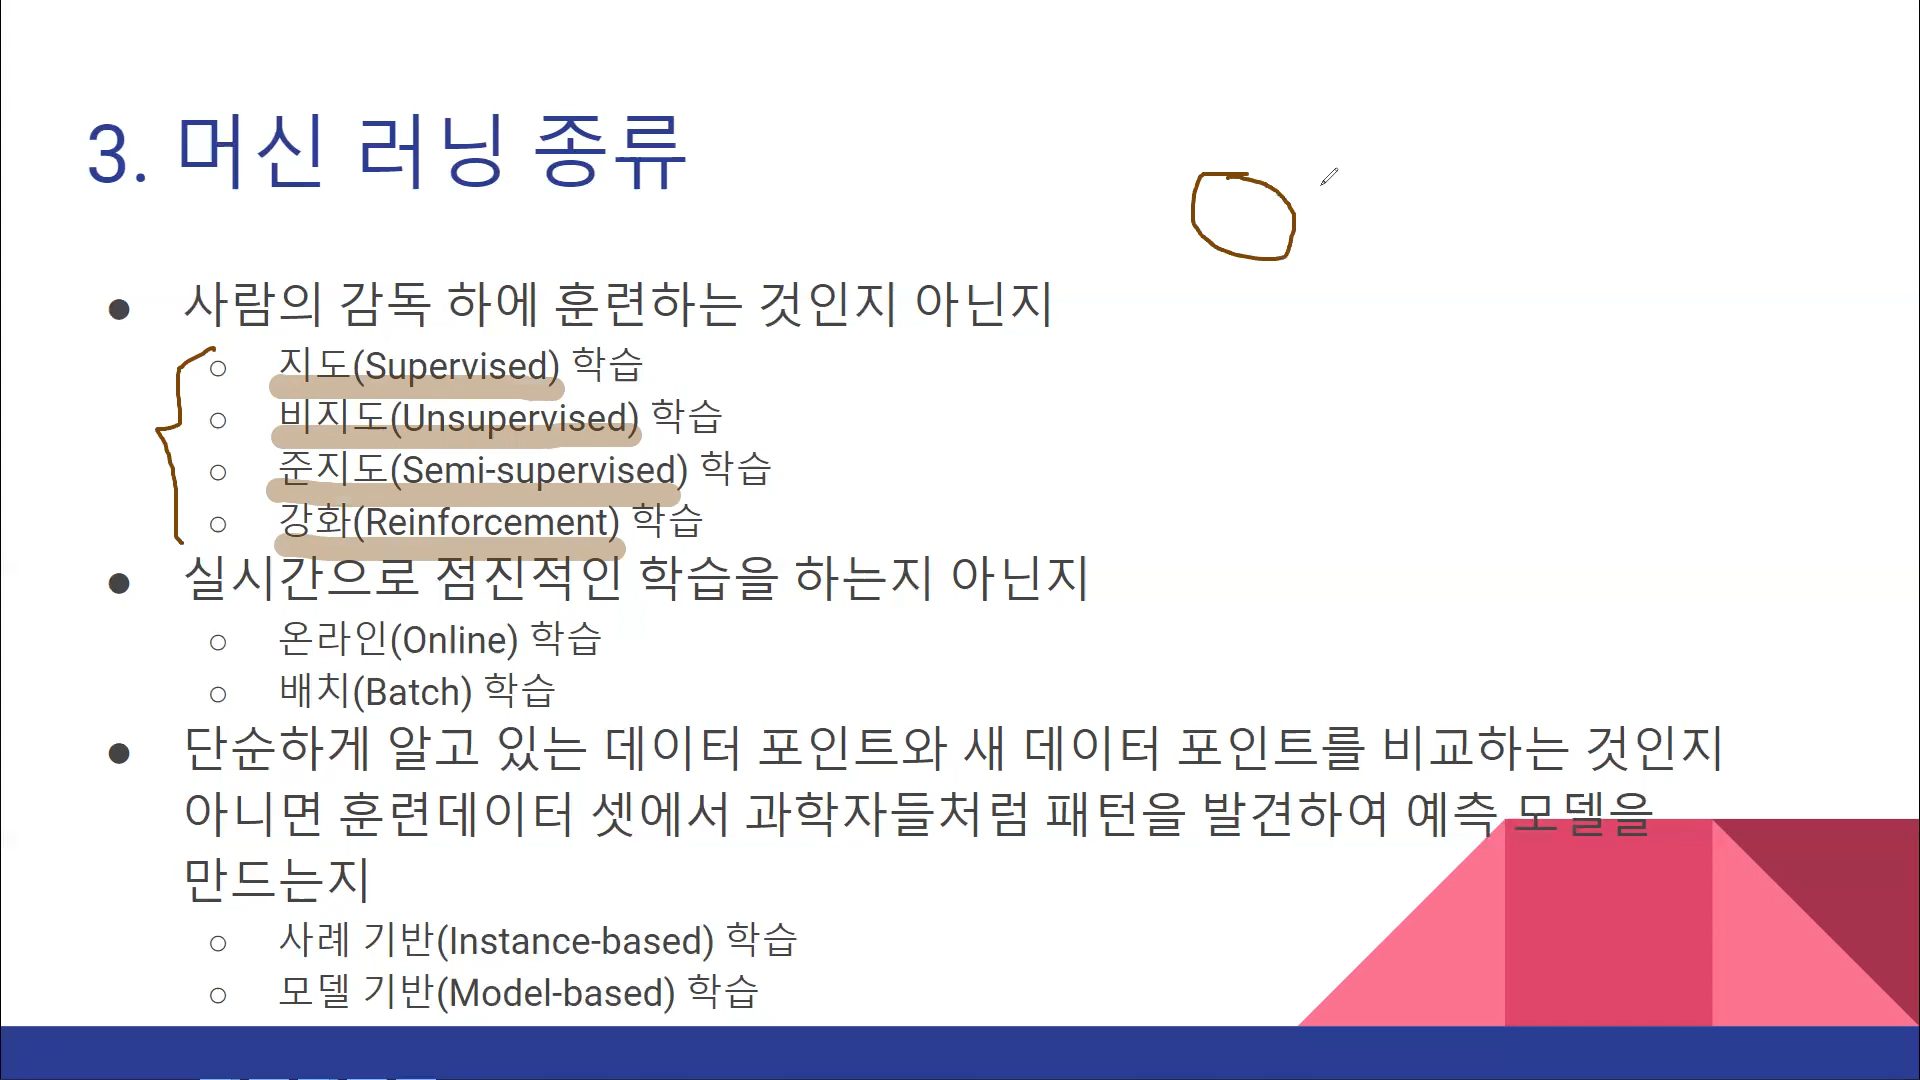 3. 머신 러닝 종류
● 사람의 감독 하에 훈련하는 것인지 아닌지
○ 지도(Supervised) 학습
○ 비지도(Unsupervised) 학습
○ 준지도(Semi-supervised) 학습
○ 강화(Reinforcement) 학습
● 실시간으로 점진적인 학습을 하는지 아닌지
○ 온라인(Online) 학습
○ 배치(Batch) 학습
● 단순하게 알고 있는 데이터 포인트와 새 데이터 포인트를 비교하는 것인지
아니면 훈련데이터 셋에서 과학자들처럼 패턴을 발견하여 예측 모델을
만드는지
○ 사례 기반(Instance-based) 학습
○ 모델 기반(Model-based) 학습